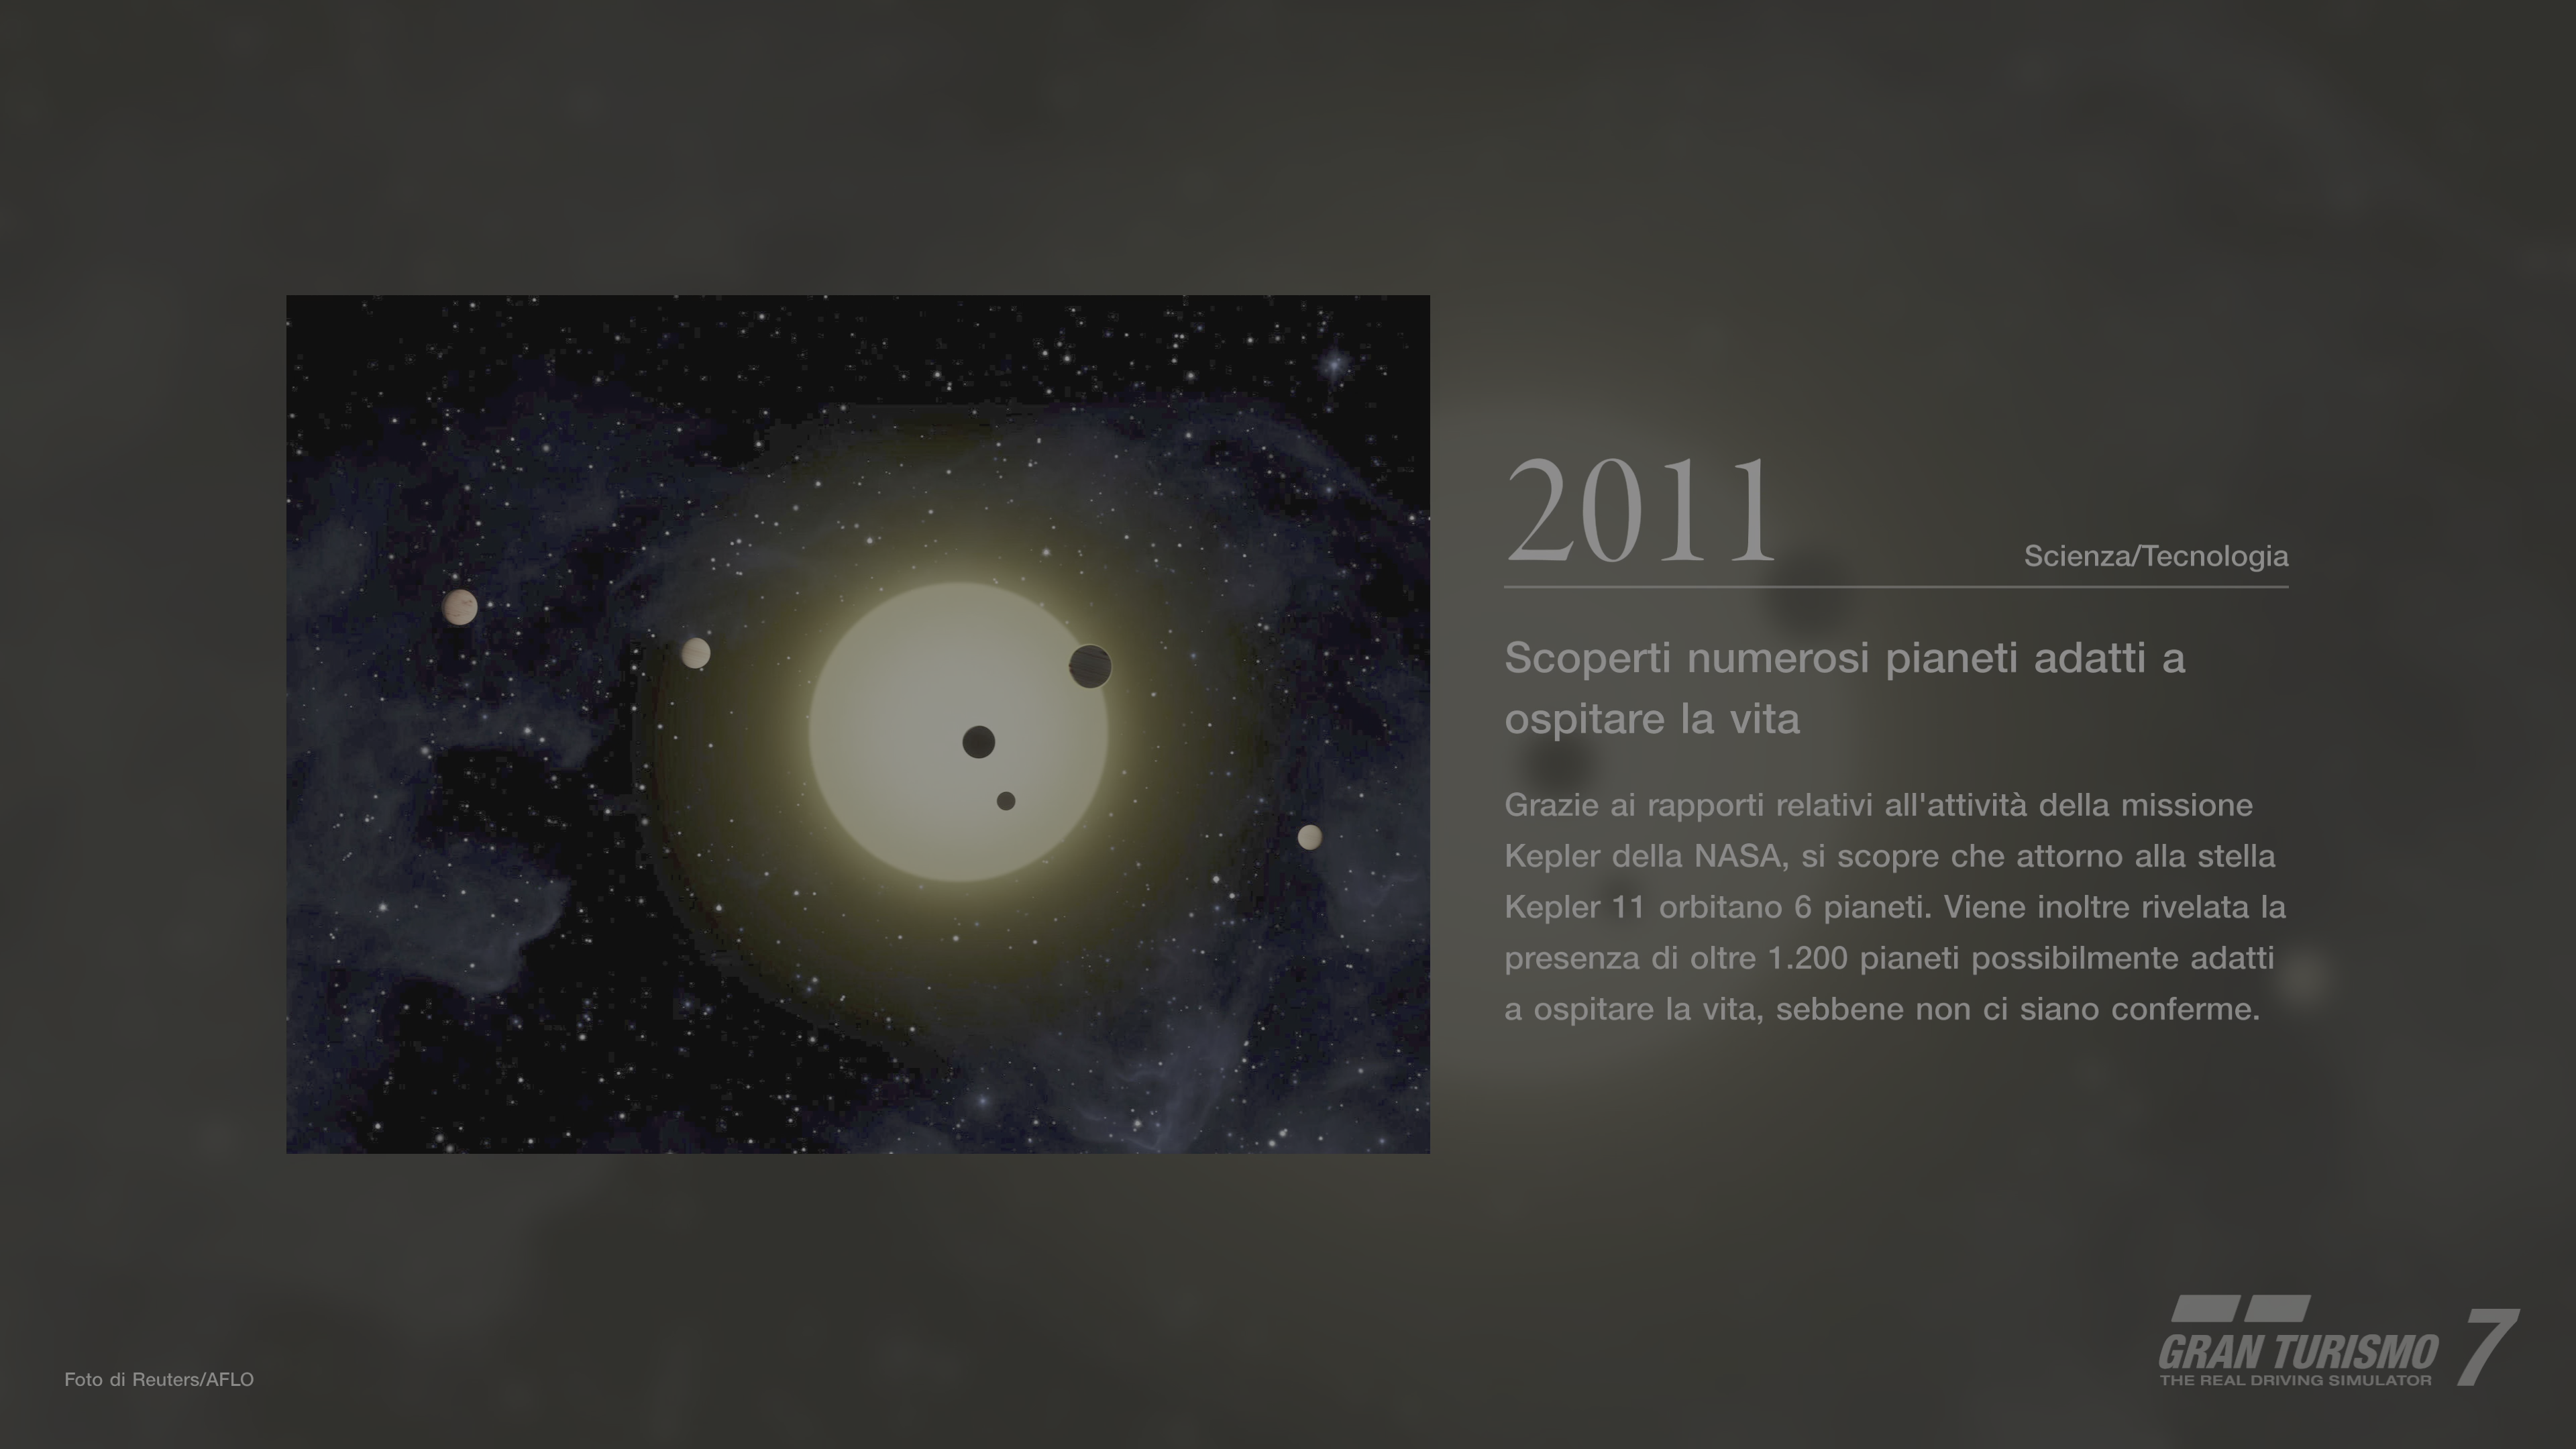 2011
Scienza/Tecnologia
Scoperti numerosi pianeti adatti a
ospitare la vita
Grazie ai rapporti relativi all'attività della missione
Kepler della NASA, si scopre che attorno alla stella
Kepler 11 orbitano 6 pianeti. Viene inoltre rivelata la
presenza di oltre 1.200 pianeti possibilmente adatti
a ospitare la vita, sebbene non ci siano conferme.
Foto di Reuters/AFLO
GRAN TURISMO 7
THE REAL DRIVING SIMULATOR